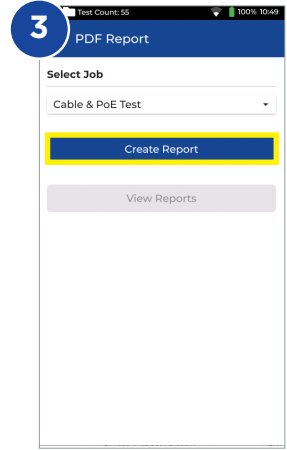 3
Test Count: 55 100% 10:49
PDF Report
Select Job
Cable & PoE Test
Create Report
View Reports